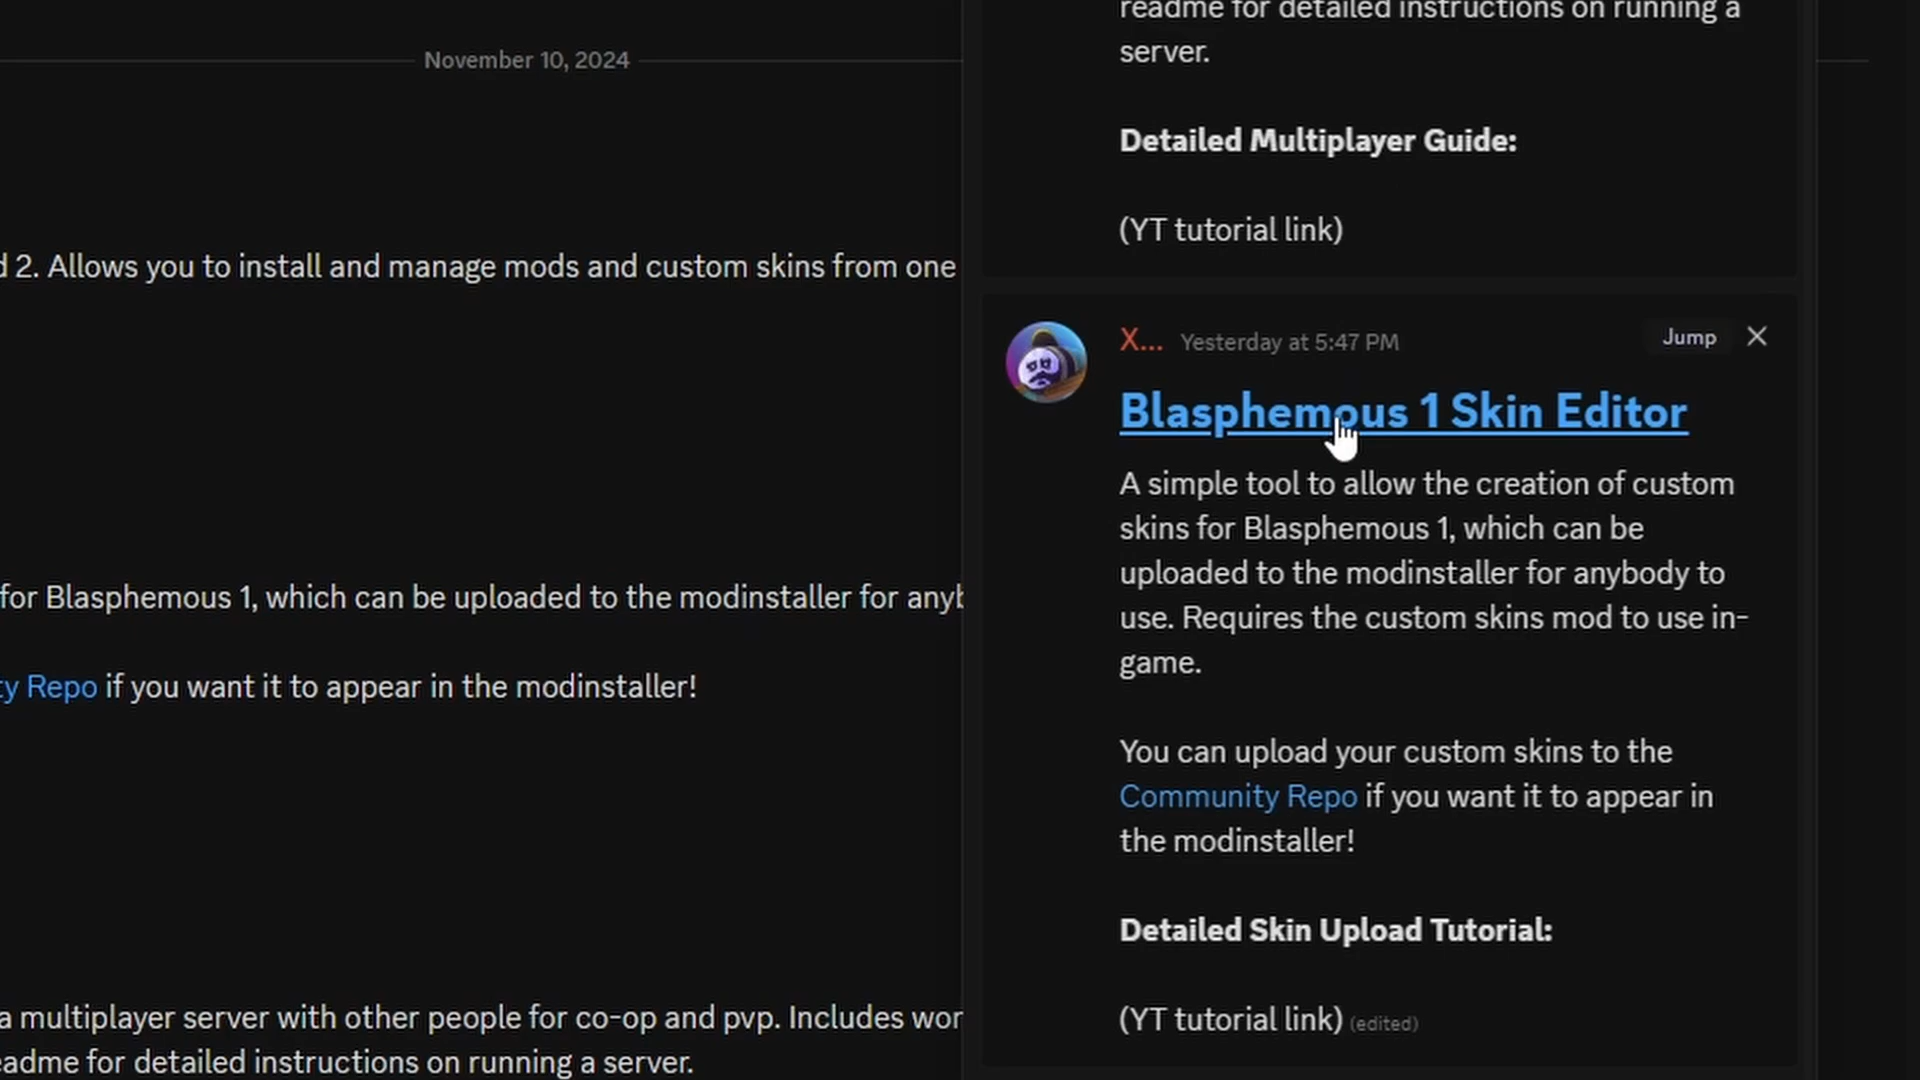 November 10, 2024
d 2. Allows you to install and manage mods and custom skins from one
for Blasphemous 1, which can be uploaded to the modinstaller for anyb
ty Repo if you want it to appear in the modinstaller!
a multiplayer server with other people for co-op and pvp. Includes wor
eadme for detailed instructions on running a server.
readme for detailed instructions on running a
server.
Detailed Multiplayer Guide:
(YT tutorial link)
X... Yesterday at 5:47 PM Jump
Blasphemous 1 Skin Editor
A simple tool to allow the creation of custom
skins for Blasphemous 1, which can be
uploaded to the modinstaller for anybody to
use. Requires the custom skins mod to use in-
game.
You can upload your custom skins to the
Community Repo if you want it to appear in
the modinstaller!
Detailed Skin Upload Tutorial:
(YT tutorial link) (edited)